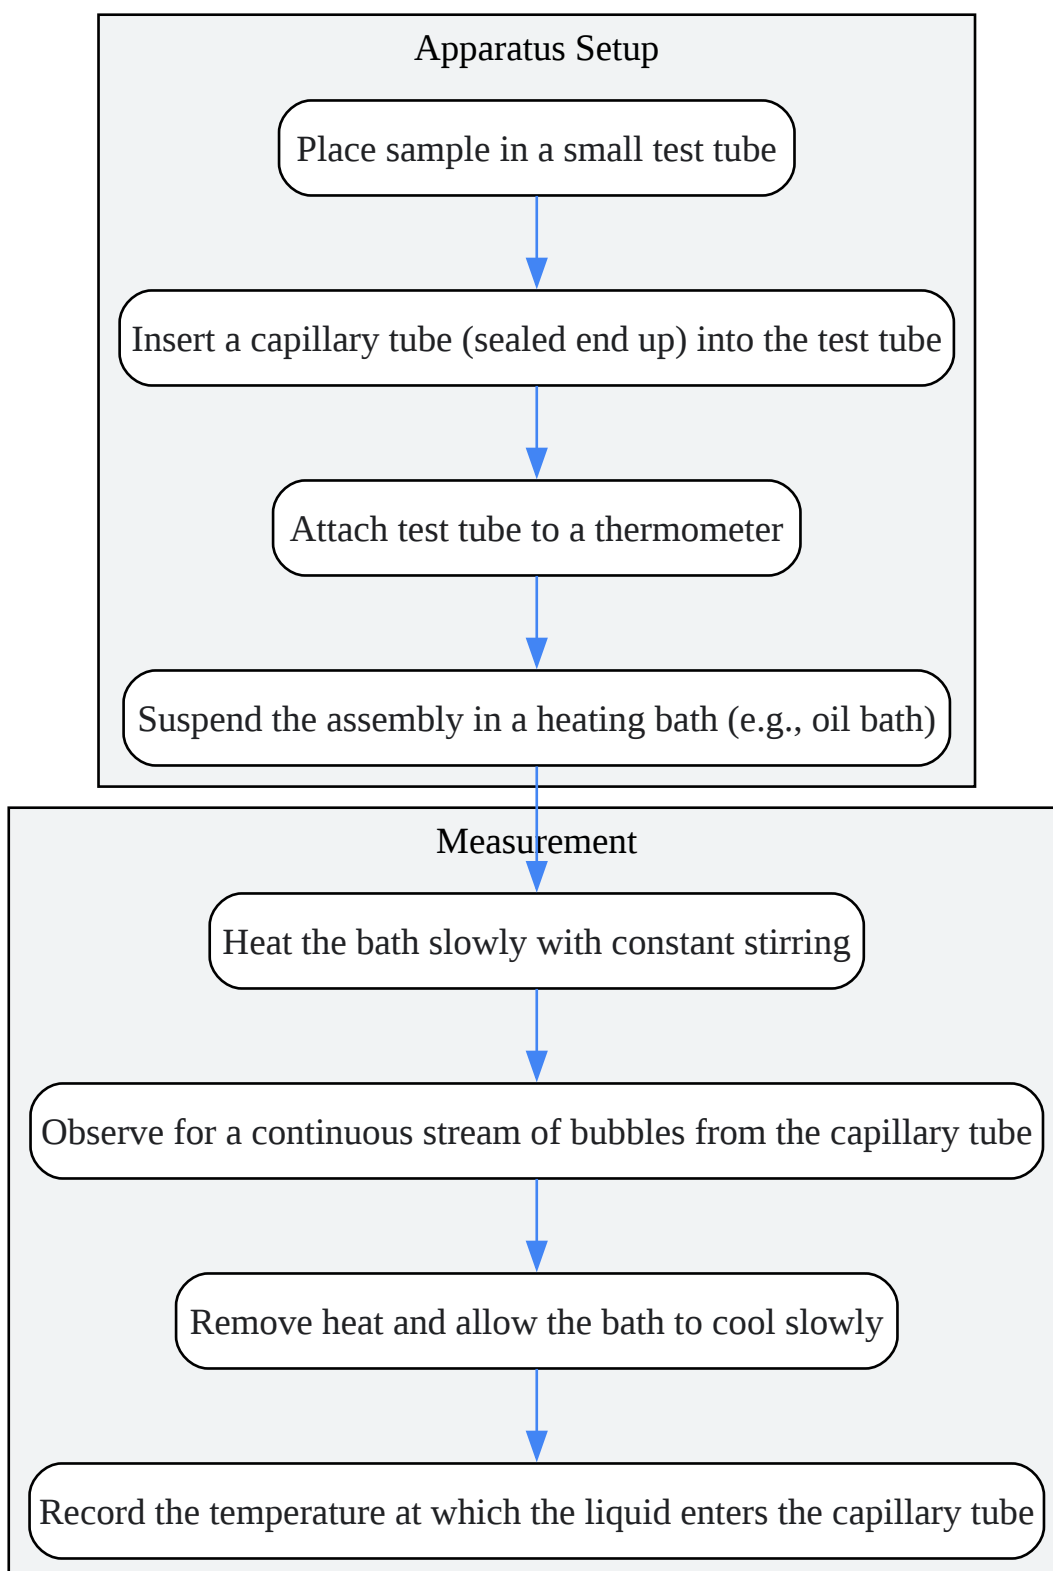 Apparatus Setup
Place sample in a small test tube
Insert a capillary tube (sealed end up) into the test tube
Attach test tube to a thermometer
Suspend the assembly in a heating bath (e.g., oil bath)
Measurement
Heat the bath slowly with constant stirring
Observe for a continuous stream of bubbles from the capillary tube
Remove heat and allow the bath to cool slowly
Record the temperature at which the liquid enters the capillary tube